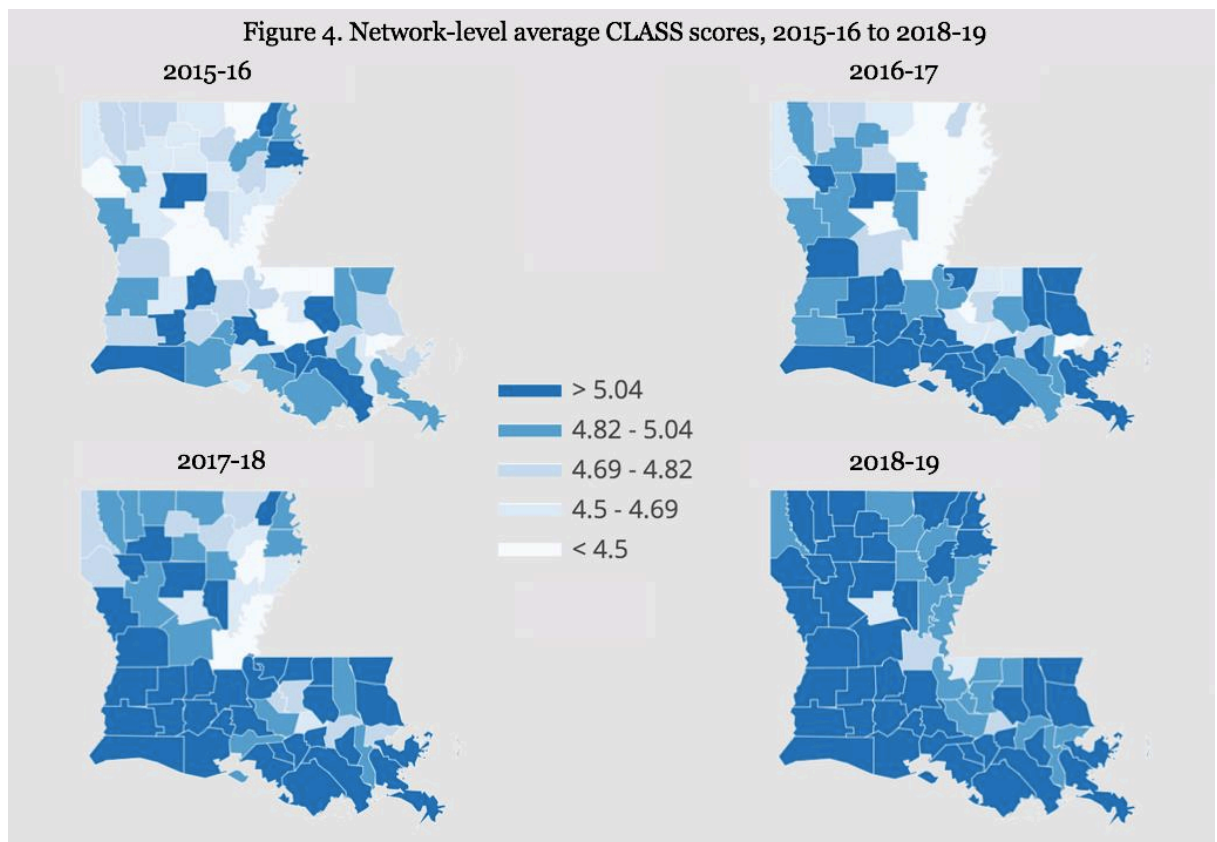 Figure 4. Network-level average CLASS scores, 2015-16 to 2018-19
2015-16
2016-17
> 5.04
4.82 - 5.04
4.69 - 4.82
4.5 - 4.69
< 4.5
2017-18
2018-19